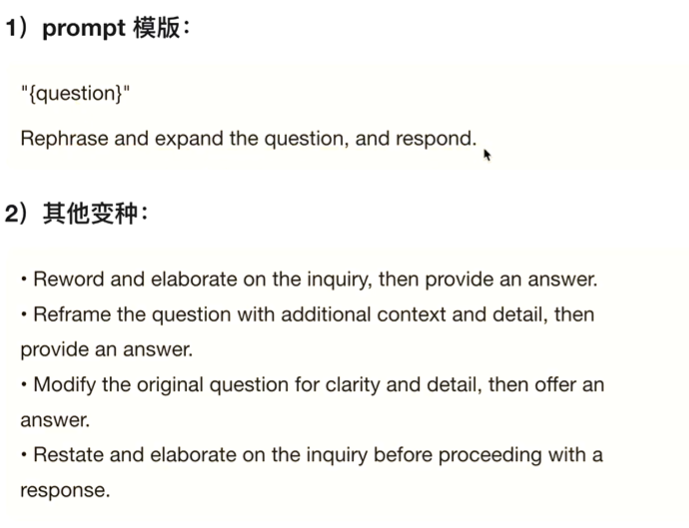 1）prompt 模版：
"{question}"
Rephrase and expand the question, and respond.
2）其他变种：
• Reword and elaborate on the inquiry, then provide an answer.
• Reframe the question with additional context and detail, then
provide an answer.
• Modify the original question for clarity and detail, then offer an
answer.
• Restate and elaborate on the inquiry before proceeding with a
response.